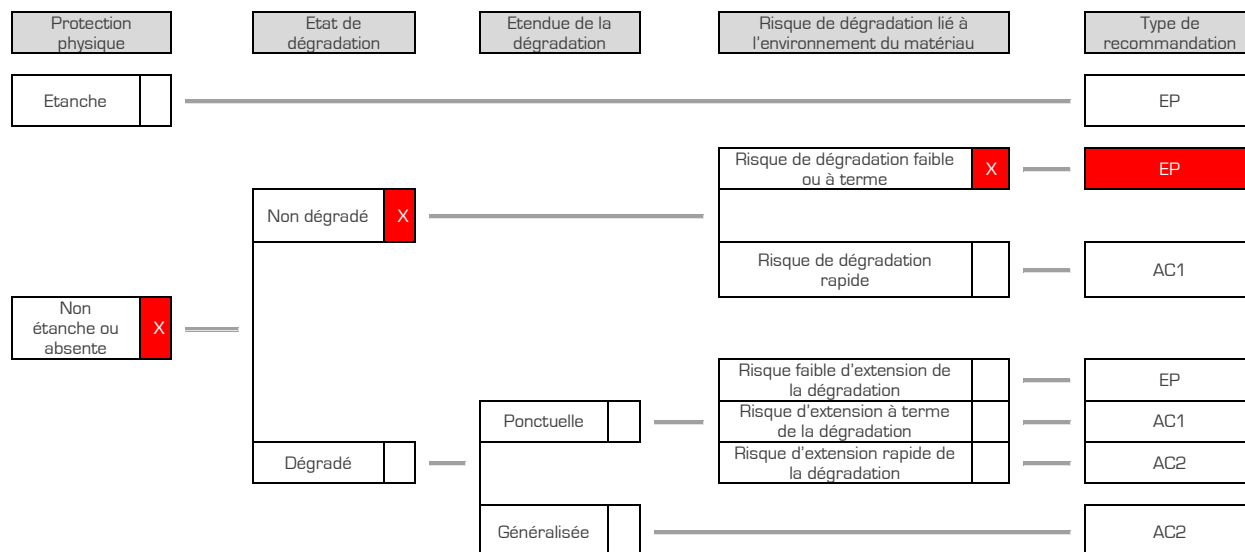 Protection
physique
Etat de
dégradation
Etendue de la
dégradation
Risque de dégradation lié à
l'environnement du matériau
Type de
recommandation
Etanche
EP
Risque de dégradation faible
ou à terme
X
EP
Non dégradé
X
Risque de dégradation
rapide
AC1
Non
étanche ou
absente
X
Risque faible d'extension de
la dégradation
EP
Ponctuelle
Risque d'extension à terme
de la dégradation
AC1
Dégradé
Risque d'extension rapide de
la dégradation
AC2
Généralisée
AC2